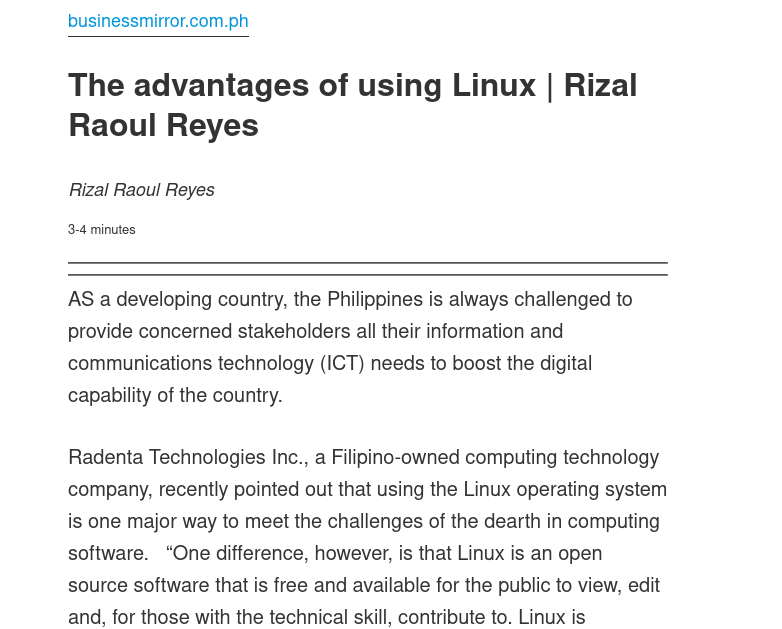 businessmirror.com.ph
The advantages of using Linux | Rizal
Raoul Reyes
Rizal Raoul Reyes
3-4 minutes
AS a developing country, the Philippines is always challenged to
provide concerned stakeholders all their information and
communications technology (ICT) needs to boost the digital
capability of the country.
Radenta Technologies Inc., a Filipino-owned computing technology
company, recently pointed out that using the Linux operating system
is one major way to meet the challenges of the dearth in computing
software.   “One difference, however, is that Linux is an open
source software that is free and available for the public to view, edit
and, for those with the technical skill, contribute to. Linux is